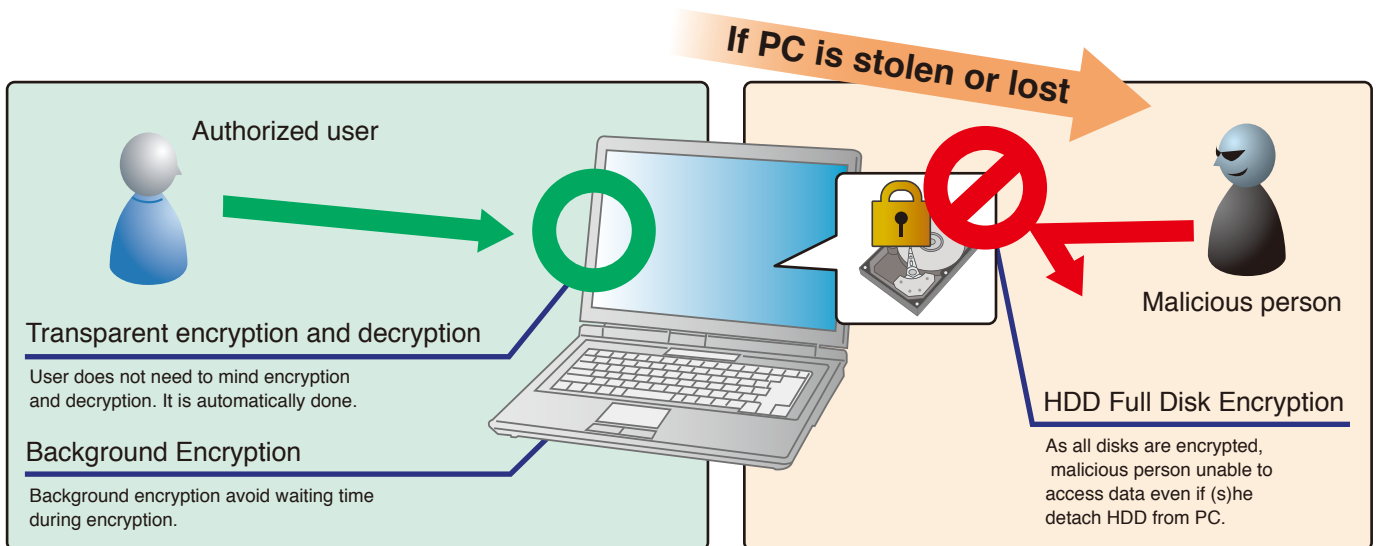 If PC is stolen or lost
Authorized user
Transparent encryption and decryption
User does not need to mind encryption
and decryption. It is automatically done.
Background Encryption
Background encryption avoid waiting time
during encryption.
Malicious person
HDD Full Disk Encryption
As all disks are encrypted,
malicious person unable to
access data even if (s)he
detach HDD from PC.